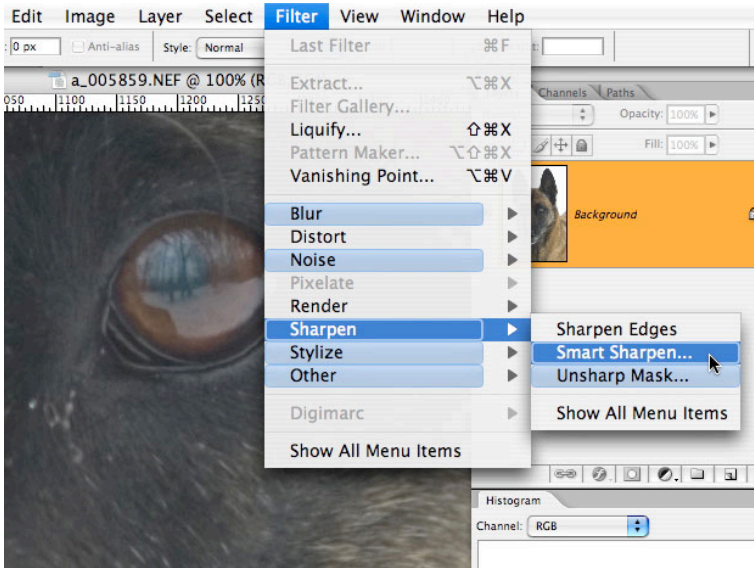 Edit Image Layer Select Filter View Window Help
: 0 px Anti-alias Style: Normal
a_005859.NEF @ 100% (R
050 1100 1150 1200 1250
Last Filter ⌘F
Extract... ⌥⌘X
Filter Gallery...
Liquify... ⇧⌘X
Pattern Maker... ⌥⇧⌘X
Vanishing Point... ⌥⌘V
Blur
Distort
Noise
Pixelate
Render
Sharpen
Stylize
Other
Digimarc
Show All Menu Items
Sharpen Edges
Smart Sharpen...
Unsharp Mask...
Show All Menu Items
Channels Paths
Opacity: 100%
Fill: 100%
Background
Histogram
Channel: RGB